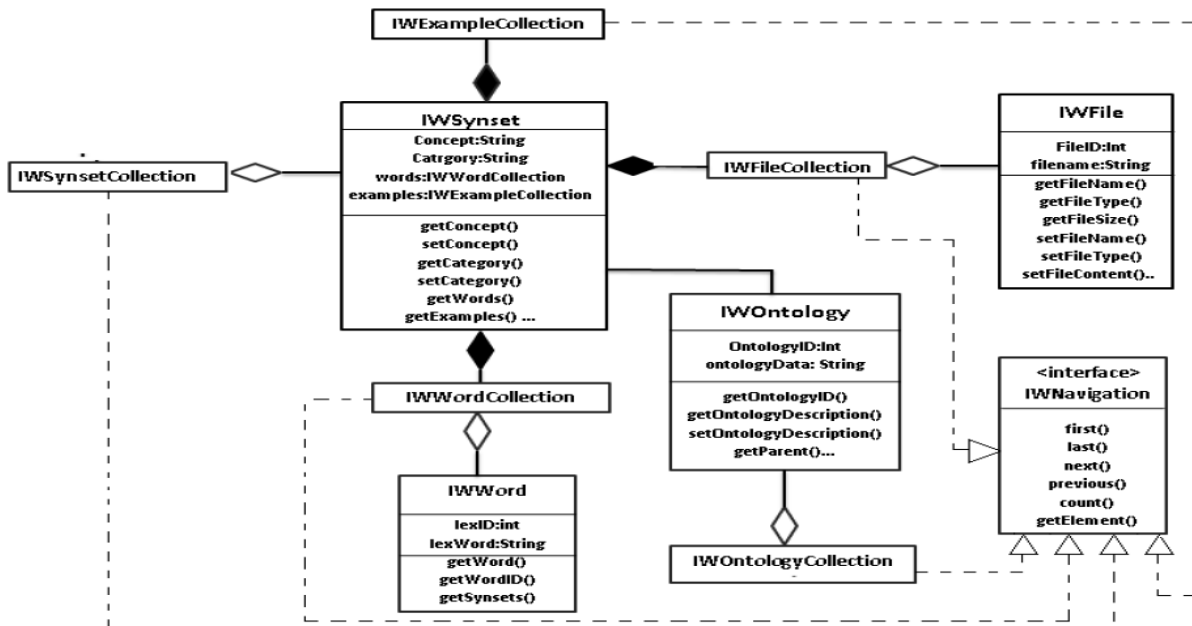 IWExampleCollection
IWSynset
Concept:String
Catrgory:String
words:IWWordCollection
examples:IWExampleCollection
getConcept()
setConcept()
getCategory()
setCategory()
getWords()
getExamples() ...
IWSynsetCollection
IWFileCollection
IWFile
FileID:Int
filename:String
getFileName()
getFileType()
getFileSize()
setFileName()
setFileType()
setFileContent()..
IWOntology
OntologyID:Int
ontologyData: String
getOntologyID()
getOntologyDescription()
setOntologyDescription()
getParent()...
<interface>
IWNavigation
first()
last()
next()
previous()
count()
getElement()
IWWordCollection
IWWord
lexID:int
lexWord:String
getWord()
getWordID()
getSynsets()
IWOntologyCollection